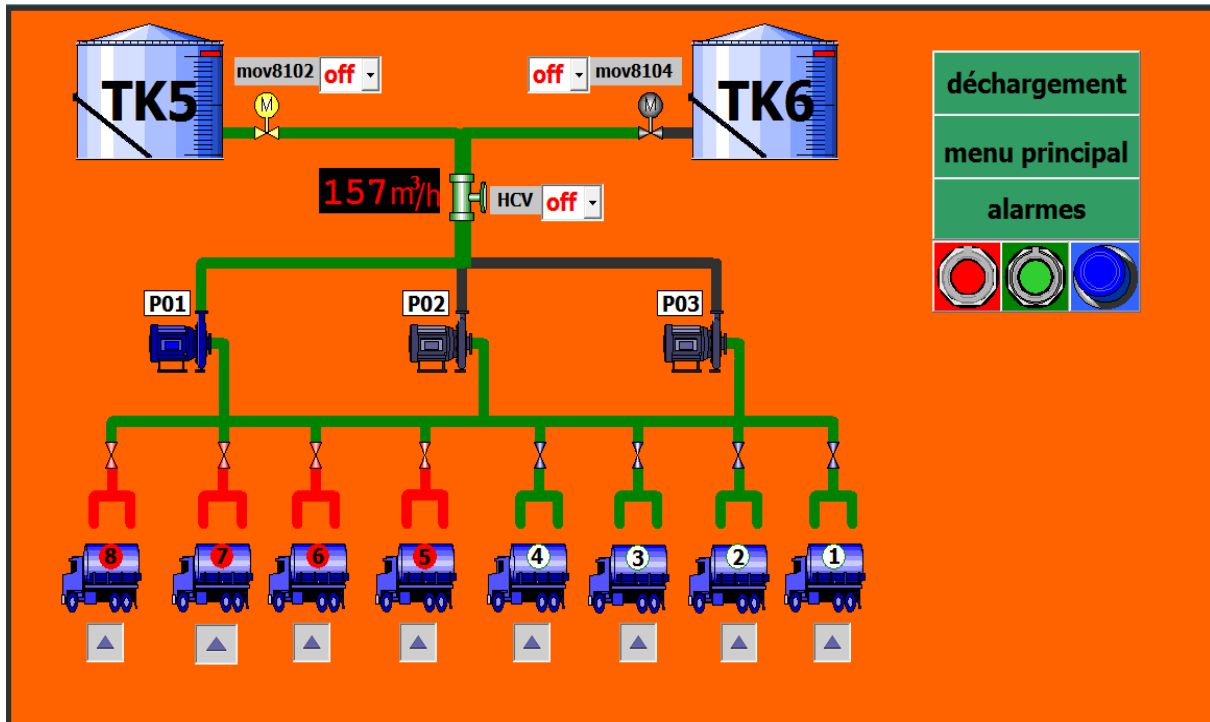 TK5
mov8102
off
M
off
mov8104
M
TK6
157m³/h
HCV
off
déchargement
menu principal
alarmes
P01
P02
P03
8
7
6
5
4
3
2
1